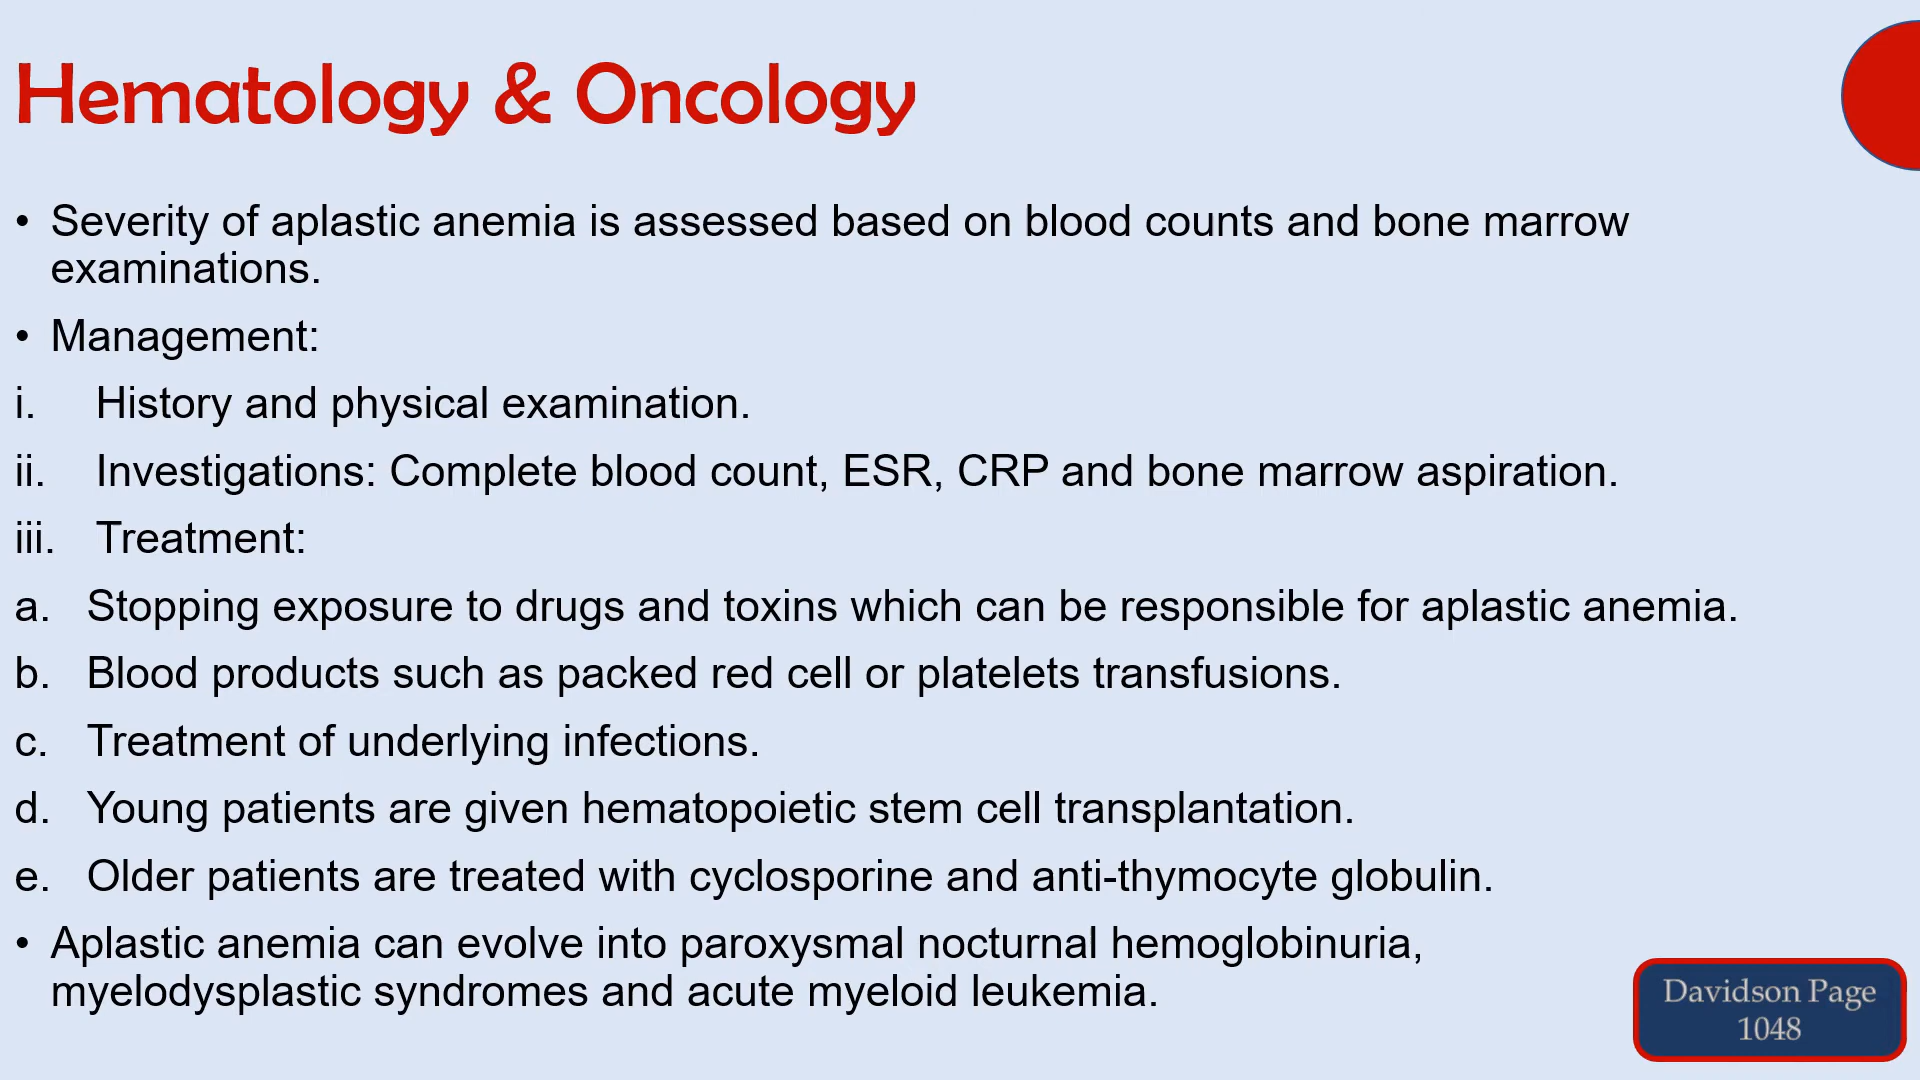 Hematology & Oncology
• Severity of aplastic anemia is assessed based on blood counts and bone marrow
examinations.
• Management:
i. History and physical examination.
ii. Investigations: Complete blood count, ESR, CRP and bone marrow aspiration.
iii. Treatment:
a. Stopping exposure to drugs and toxins which can be responsible for aplastic anemia.
b. Blood products such as packed red cell or platelets transfusions.
c. Treatment of underlying infections.
d. Young patients are given hematopoietic stem cell transplantation.
e. Older patients are treated with cyclosporine and anti-thymocyte globulin.
• Aplastic anemia can evolve into paroxysmal nocturnal hemoglobinuria,
myelodysplastic syndromes and acute myeloid leukemia.
Davidson Page
1048